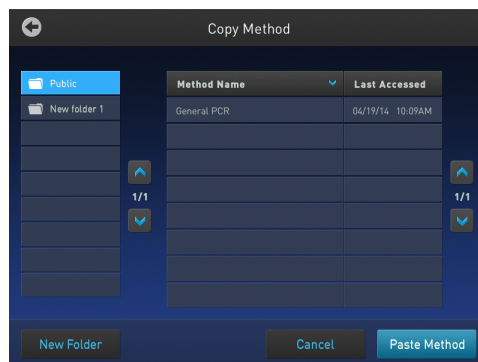 Copy Method
Public
New folder 1
1/1
Method Name Last Accessed
General PCR 04/19/14 10:09AM
1/1
New Folder Cancel Paste Method